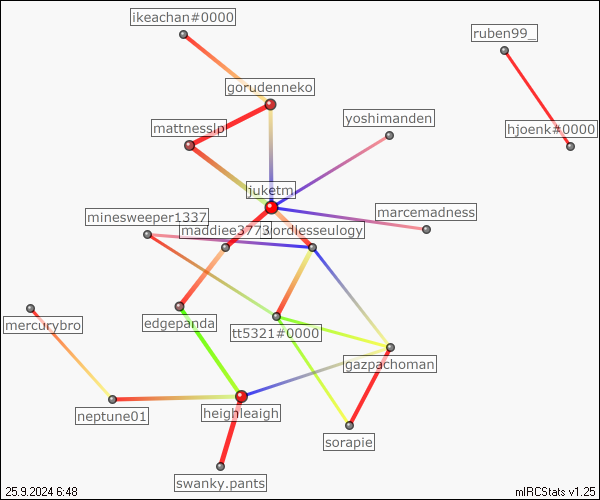 ikeachan#0000
ruben99_
gorudenneko
yoshimanden
mattnesslp
hjoenk#0000
juketm
marcemadness
minesweeper1337
maddiee3773
wordlesseulogy
mercurybro
edgepanda
tt5321#0000
gazpachoman
neptune01
heighleaigh
sorapie
swanky.pants
25.9.2024 6:48
mIRCStats v1.25